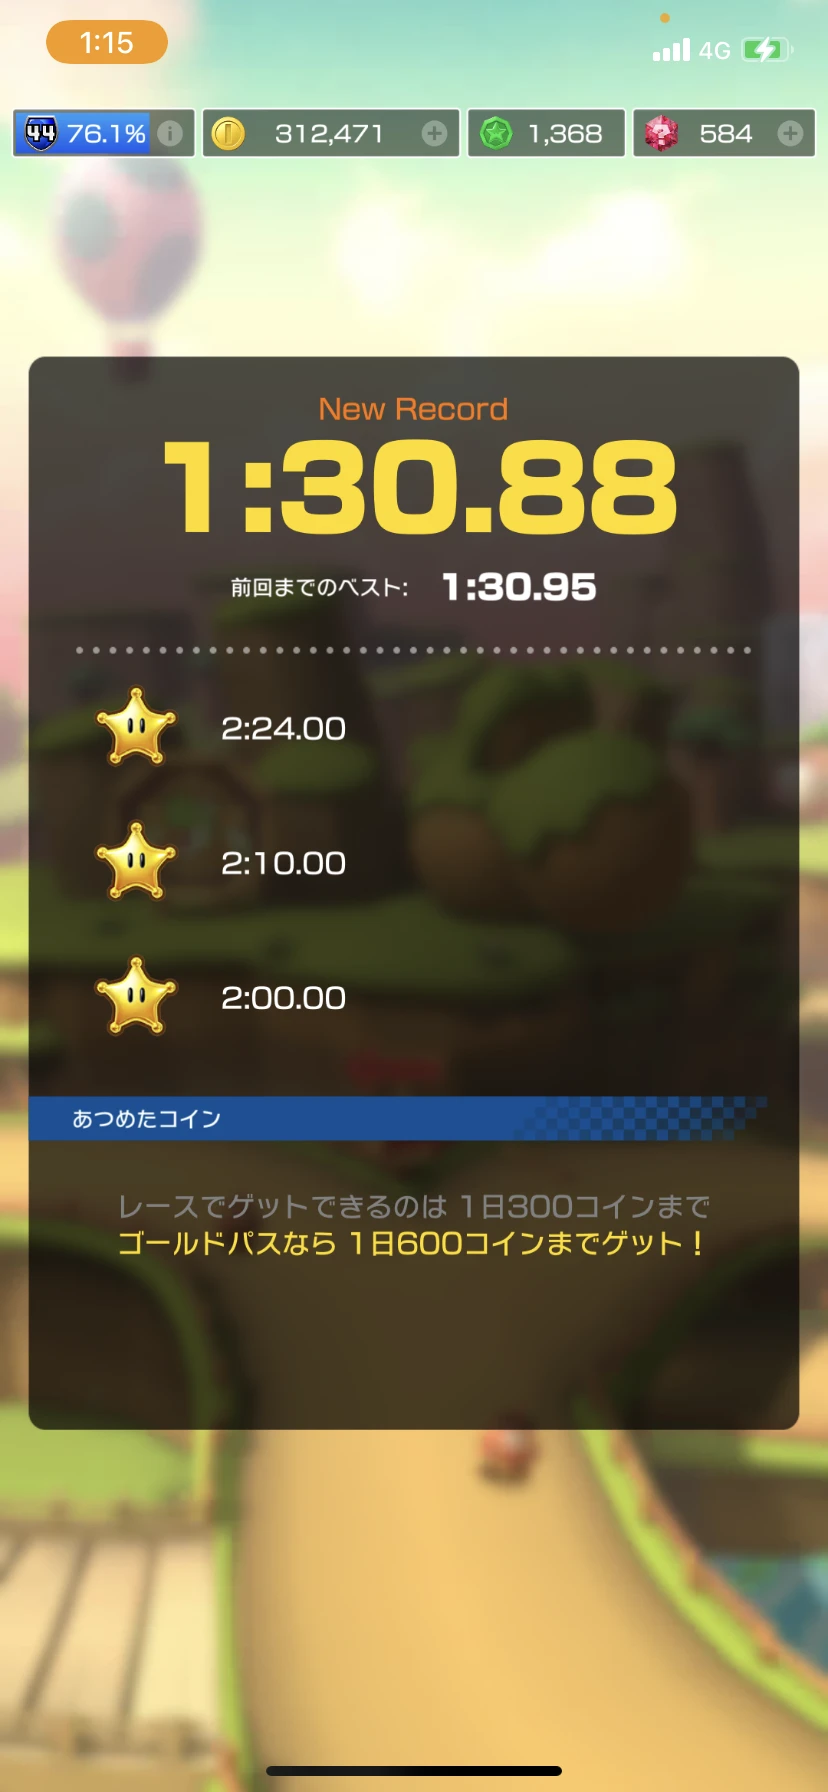 1:15
4G
44 76.1% i 312,471 + 1,368 584 +
New Record
1:30.88
前回までのベスト: 1:30.95
2:24.00
2:10.00
2:00.00
あつめたコイン
レースでゲットできるのは 1日300コインまで
ゴールドパスなら 1日600コインまでゲット！